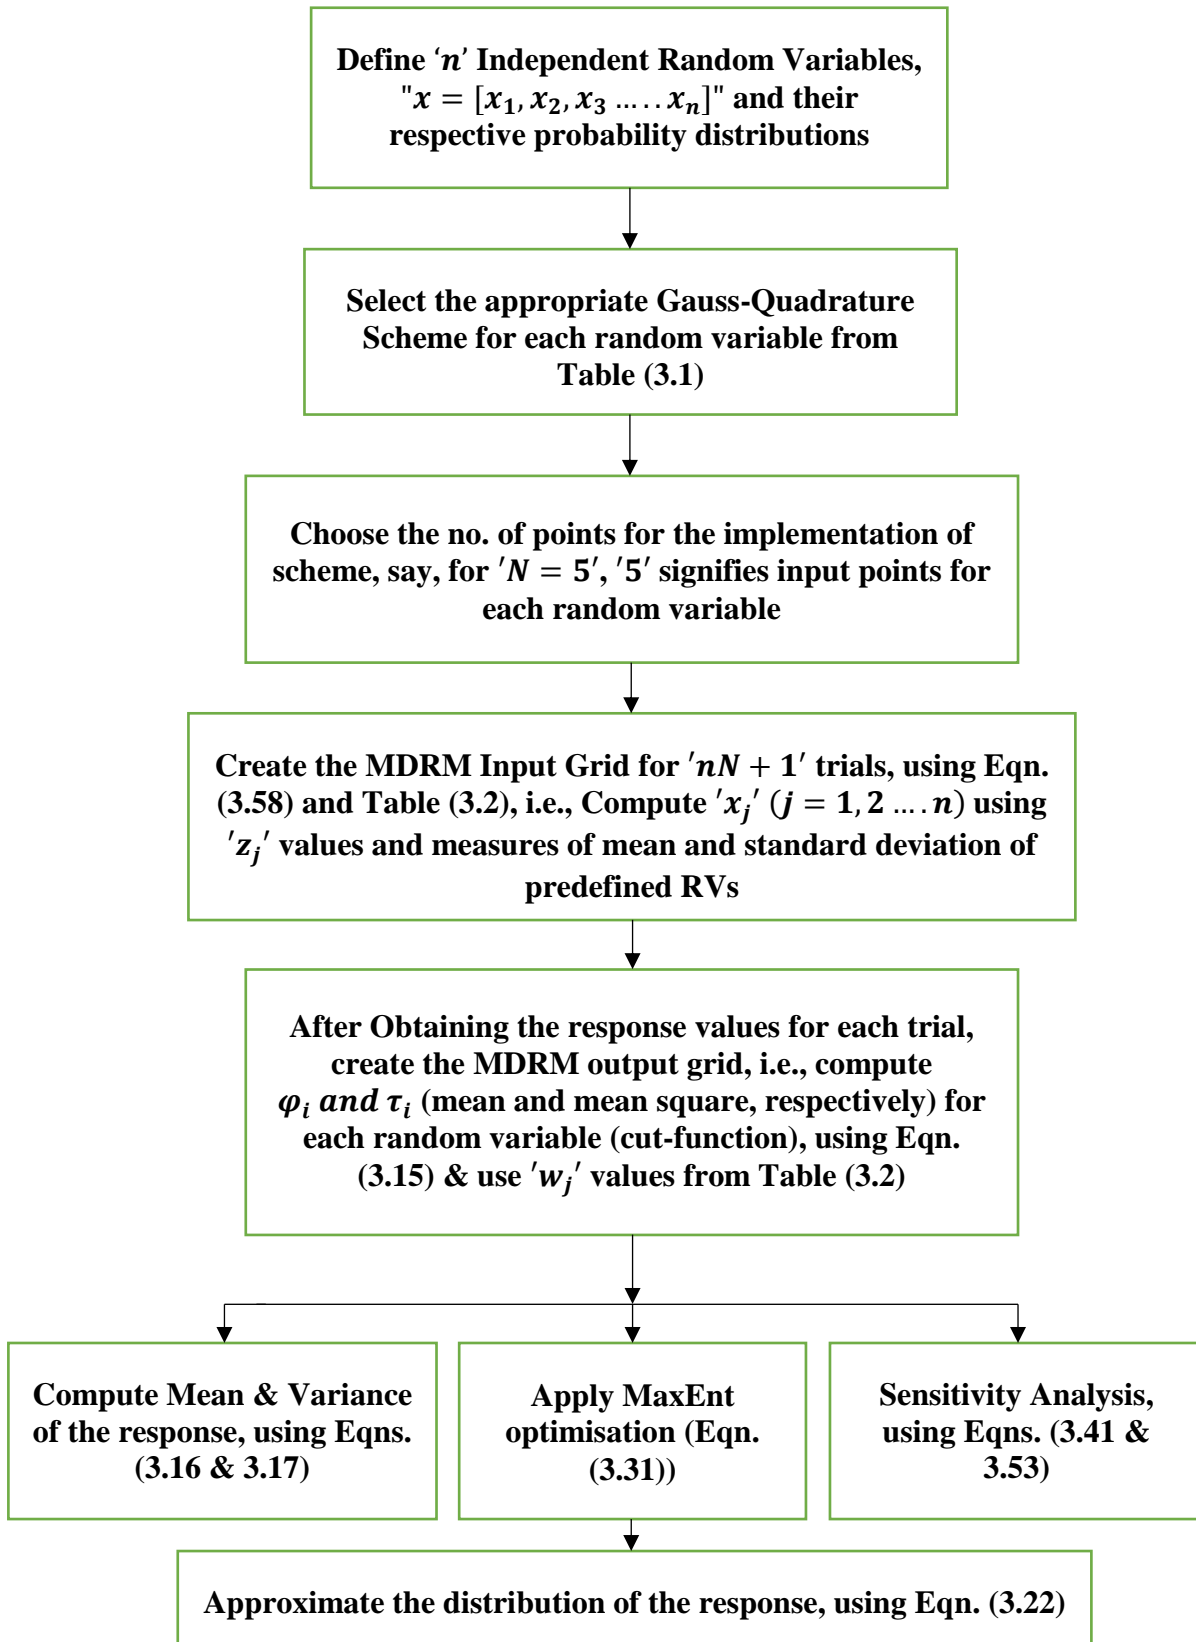 Define ‘n’ Independent Random Variables,
"x = [x₁, x₂, x₃ ….. xₙ]" and their
respective probability distributions
Select the appropriate Gauss-Quadrature
Scheme for each random variable from
Table (3.1)
Choose the no. of points for the implementation of
scheme, say, for 'N = 5', '5' signifies input points for
each random variable
Create the MDRM Input Grid for 'nN + 1' trials, using Eqn.
(3.58) and Table (3.2), i.e., Compute 'xⱼ' (j = 1, 2 …. n) using
'zⱼ' values and measures of mean and standard deviation of
predefined RVs
After Obtaining the response values for each trial,
create the MDRM output grid, i.e., compute
φᵢ and τᵢ (mean and mean square, respectively) for
each random variable (cut-function), using Eqn.
(3.15) & use 'wⱼ' values from Table (3.2)
Compute Mean & Variance
of the response, using Eqns.
(3.16 & 3.17)
Apply MaxEnt
optimisation (Eqn.
(3.31))
Sensitivity Analysis,
using Eqns. (3.41 &
3.53)
Approximate the distribution of the response, using Eqn. (3.22)